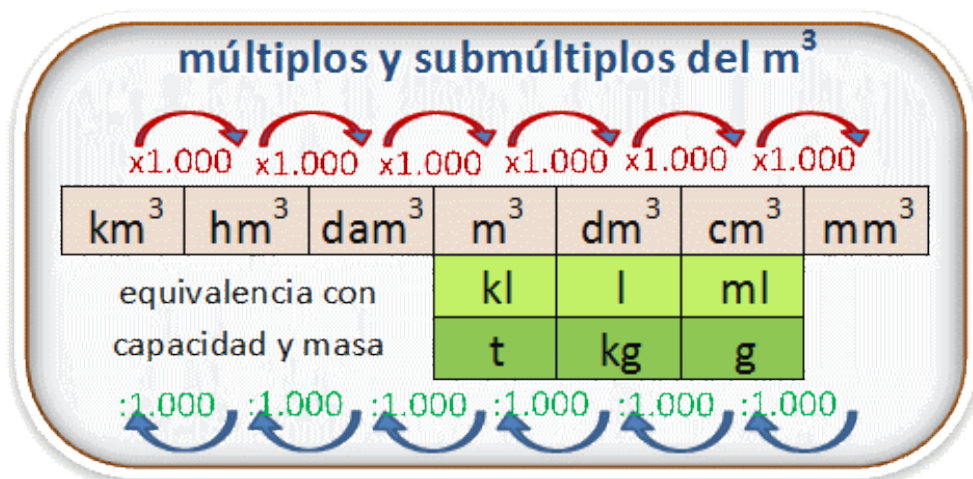 múltiplos y submúltiplos del m³
x1.000 x1.000 x1.000 x1.000 x1.000 x1.000
km³ hm³ dam³ m³ dm³ cm³ mm³
equivalencia con kl l ml
capacidad y masa t kg g
:1.000 :1.000 :1.000 :1.000 :1.000 :1.000